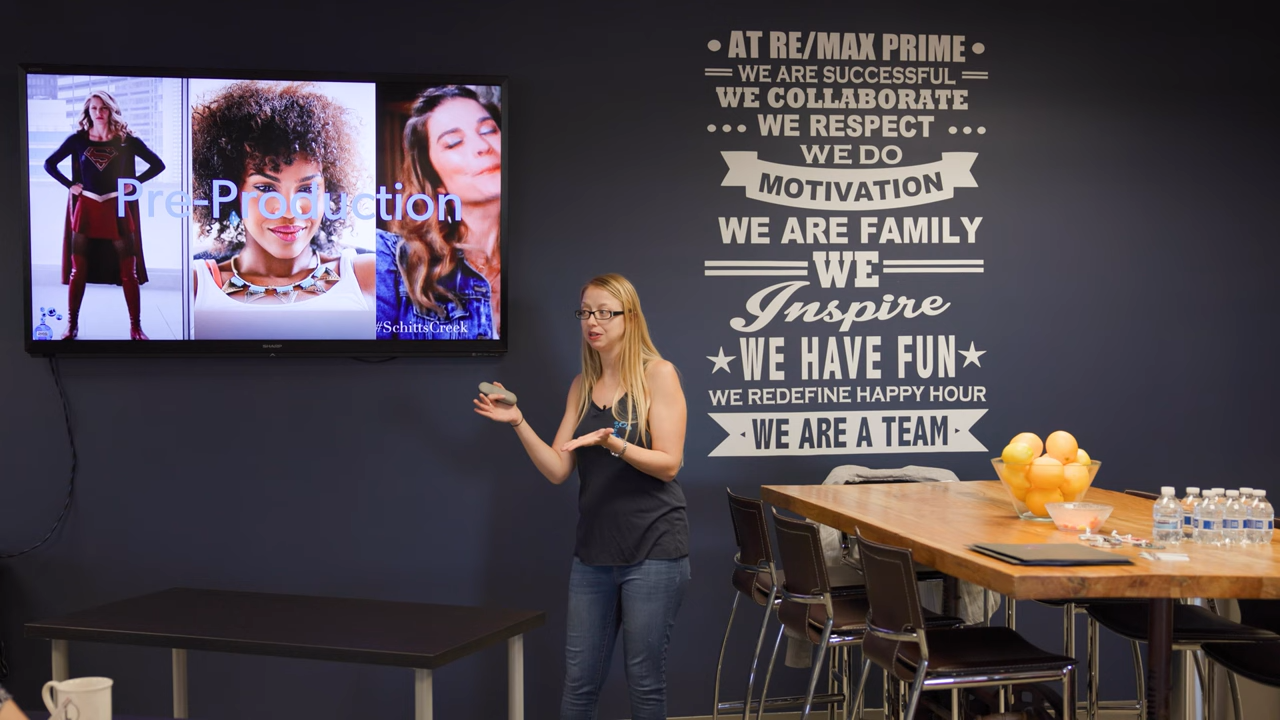 Pre-Production
#SchittsCreek
SHARP
AT RE/MAX PRIME
WE ARE SUCCESSFUL
WE COLLABORATE
WE RESPECT
WE DO
MOTIVATION
WE ARE FAMILY
WE
Inspire
WE HAVE FUN
WE REDEFINE HAPPY HOUR
WE ARE A TEAM